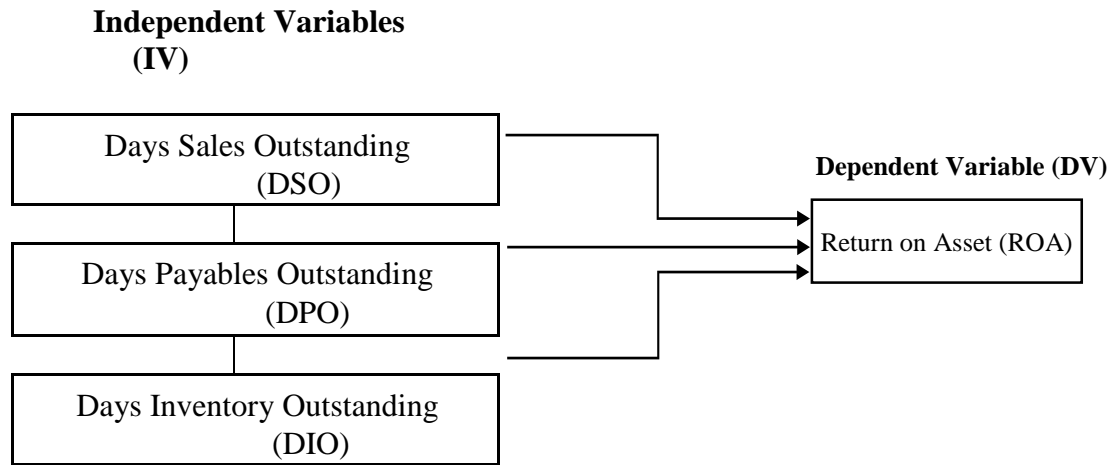 Independent Variables
(IV)
Days Sales Outstanding
(DSO)
Dependent Variable (DV)
Return on Asset (ROA)
Days Payables Outstanding
(DPO)
Days Inventory Outstanding
(DIO)